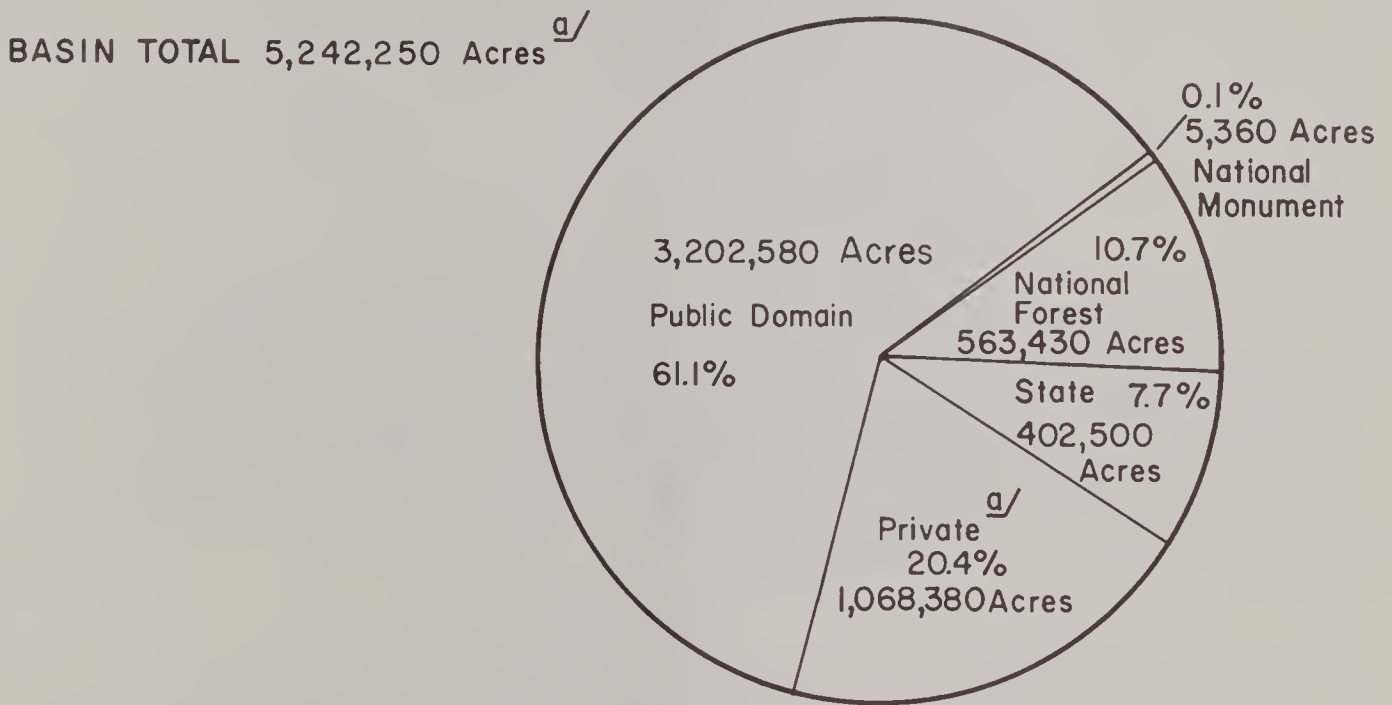 BASIN TOTAL 5,242,250 Acres a/
0.1%
5,360 Acres
National
Monument
3,202,580 Acres
Public Domain
61.1%
10.7%
National
Forest
563,430 Acres
State 7.7%
402,500
Acres
Private a/
20.4%
1,068,380 Acres